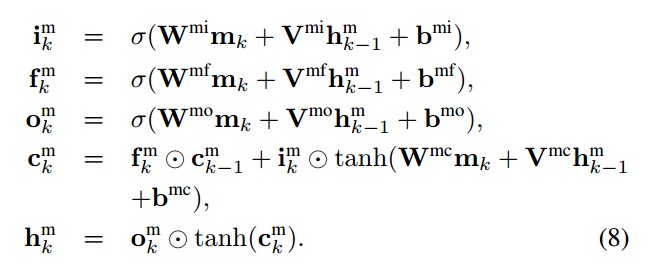 i_k^m = σ(W^{mi}m_k + V^{mi}h_{k−1}^m + b^{mi}),
f_k^m = σ(W^{mf}m_k + V^{mf}h_{k−1}^m + b^{mf}),
o_k^m = σ(W^{mo}m_k + V^{mo}h_{k−1}^m + b^{mo}),
c_k^m = f_k^m ⊙ c_{k−1}^m + i_k^m ⊙ tanh(W^{mc}m_k + V^{mc}h_{k−1}^m
+b^{mc}),
h_k^m = o_k^m ⊙ tanh(c_k^m). (8)